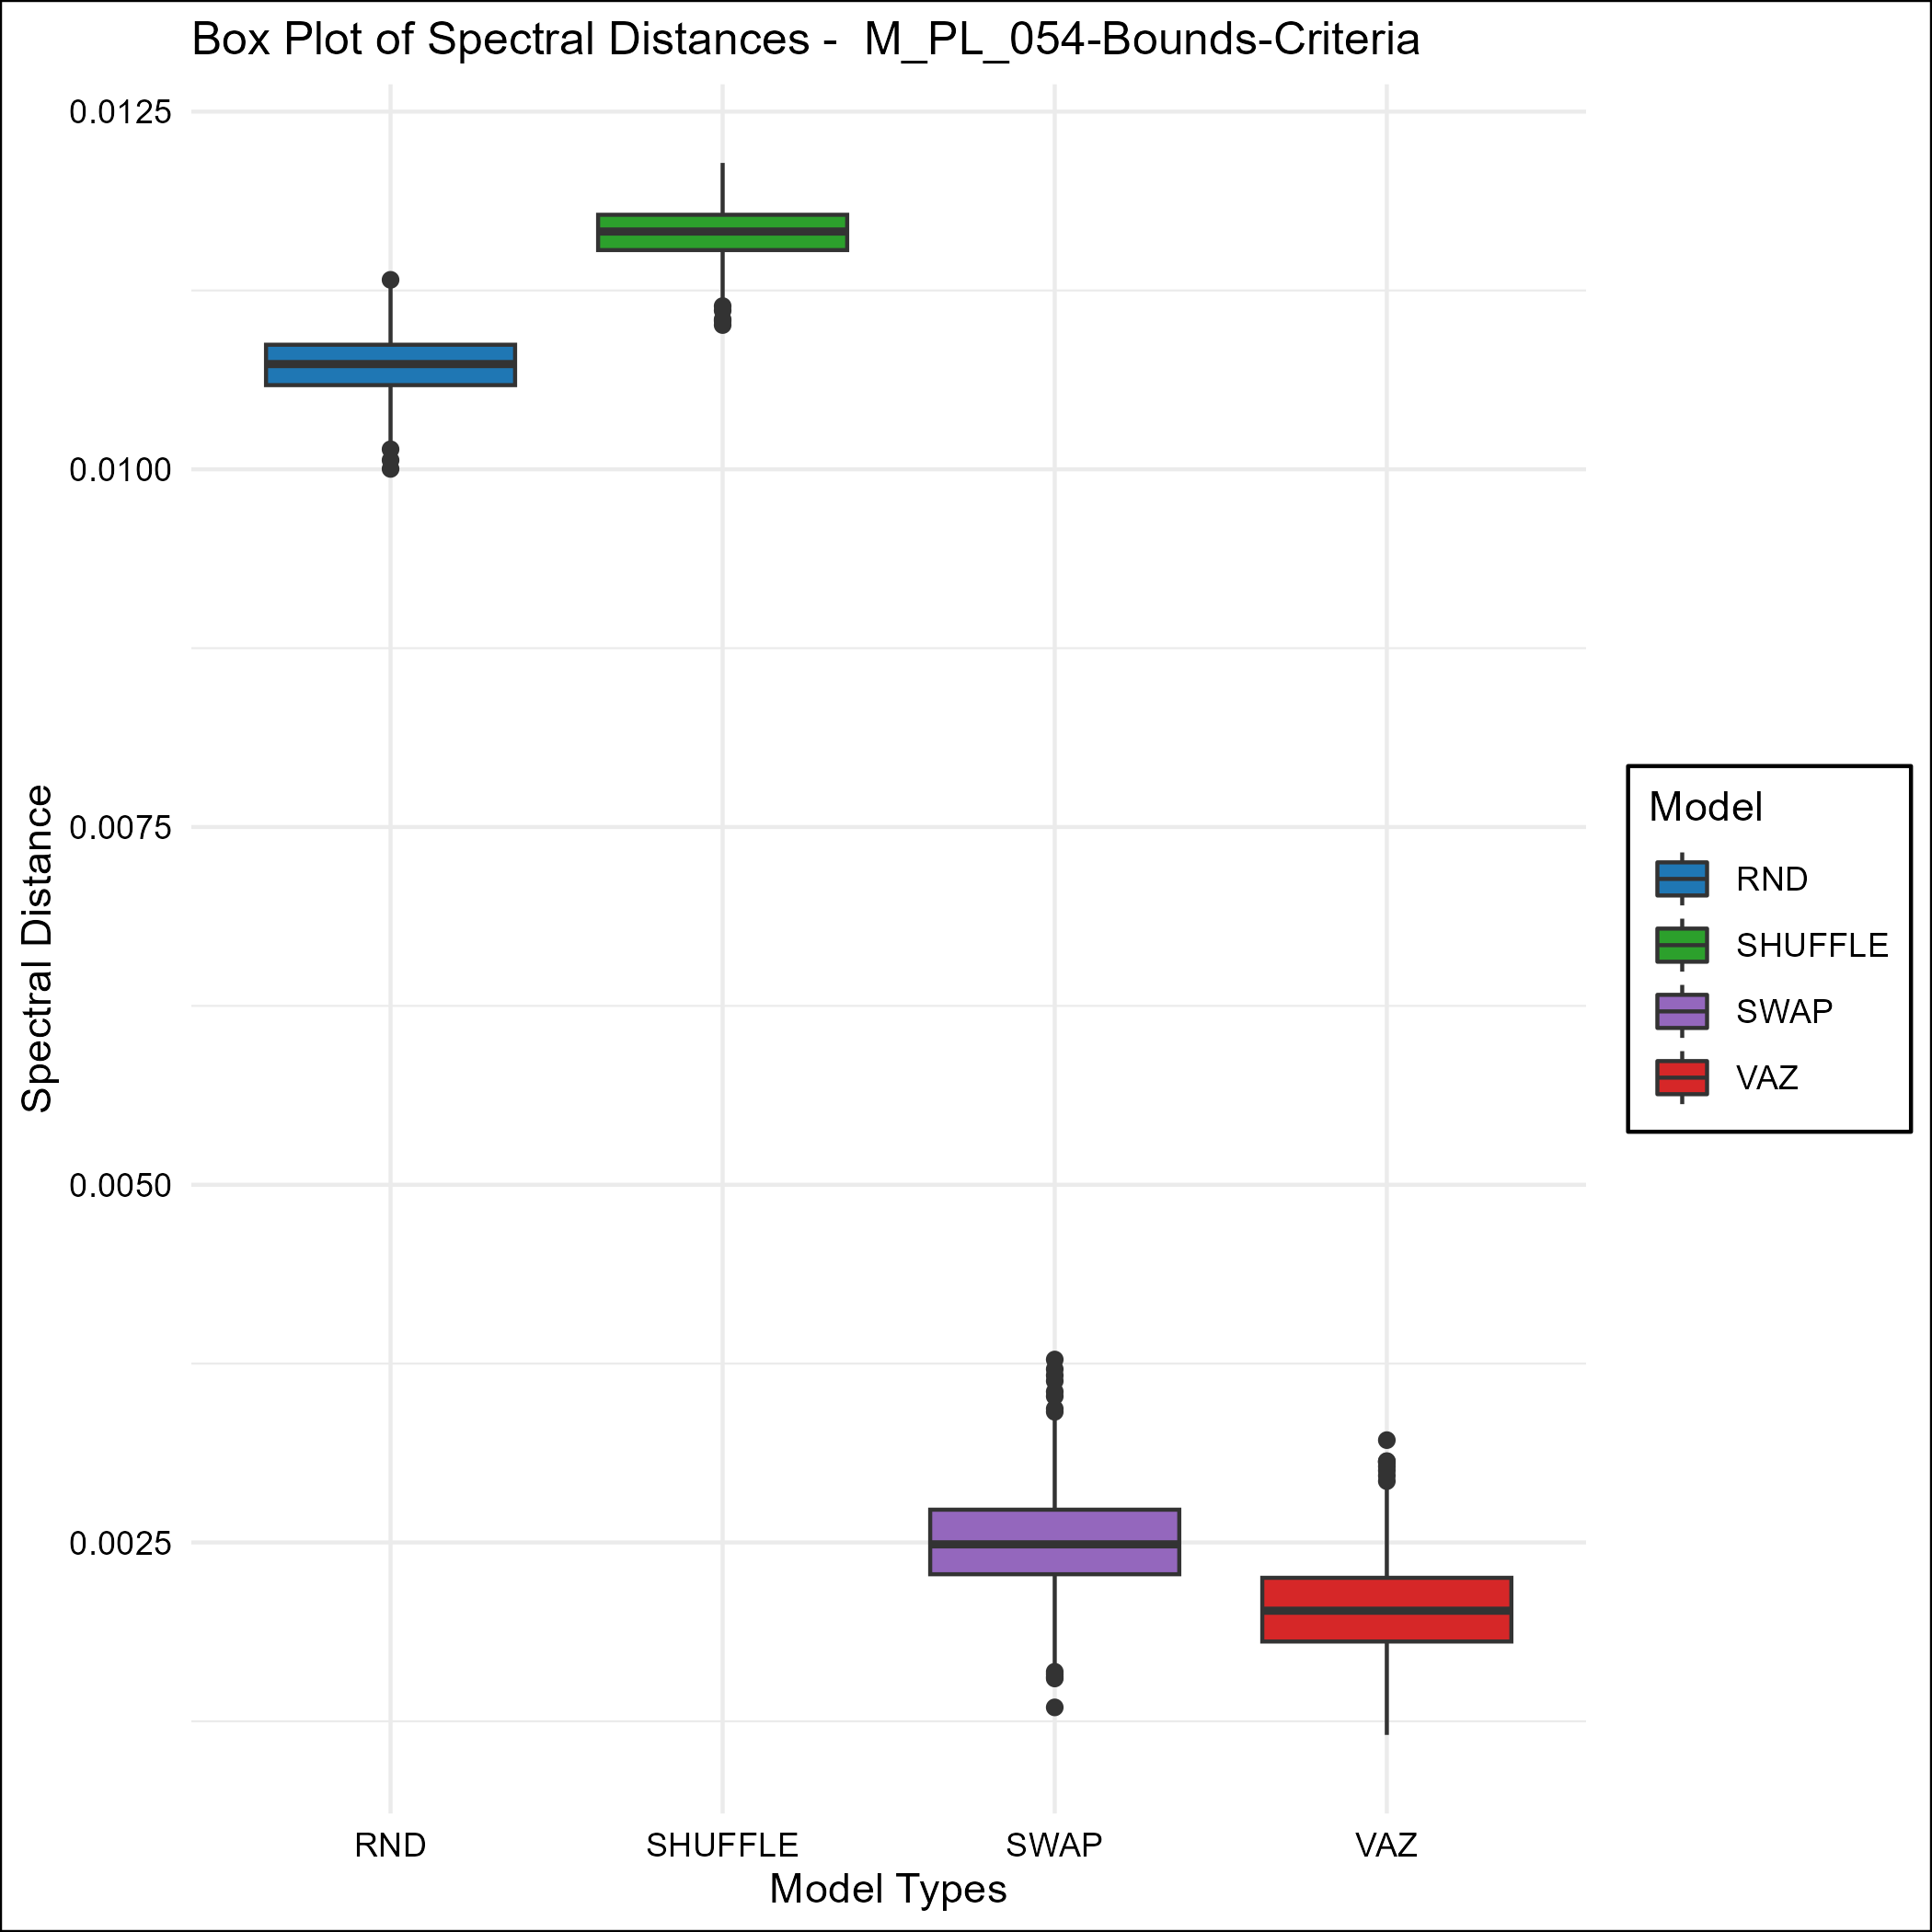 Box Plot of Spectral Distances -  M_PL_054-Bounds-Criteria
0.0125
0.0100
0.0075
0.0050
0.0025
Spectral Distance
RND
SHUFFLE
SWAP
VAZ
Model Types
Model
RND
SHUFFLE
SWAP
VAZ